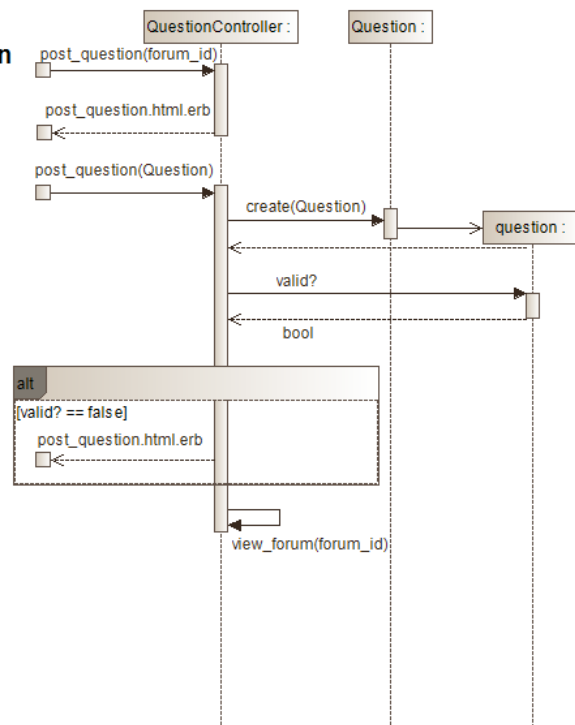 QuestionController :
Question :
n
post_question(forum_id)
post_question.html.erb
post_question(Question)
create(Question)
question :
valid?
bool
alt
[valid? == false]
post_question.html.erb
view_forum(forum_id)